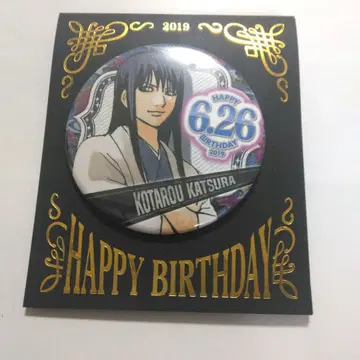 2019
HAPPY
6.26
BIRTHDAY
2019
KOTAROU KATSURA
HAPPY BIRTHDAY